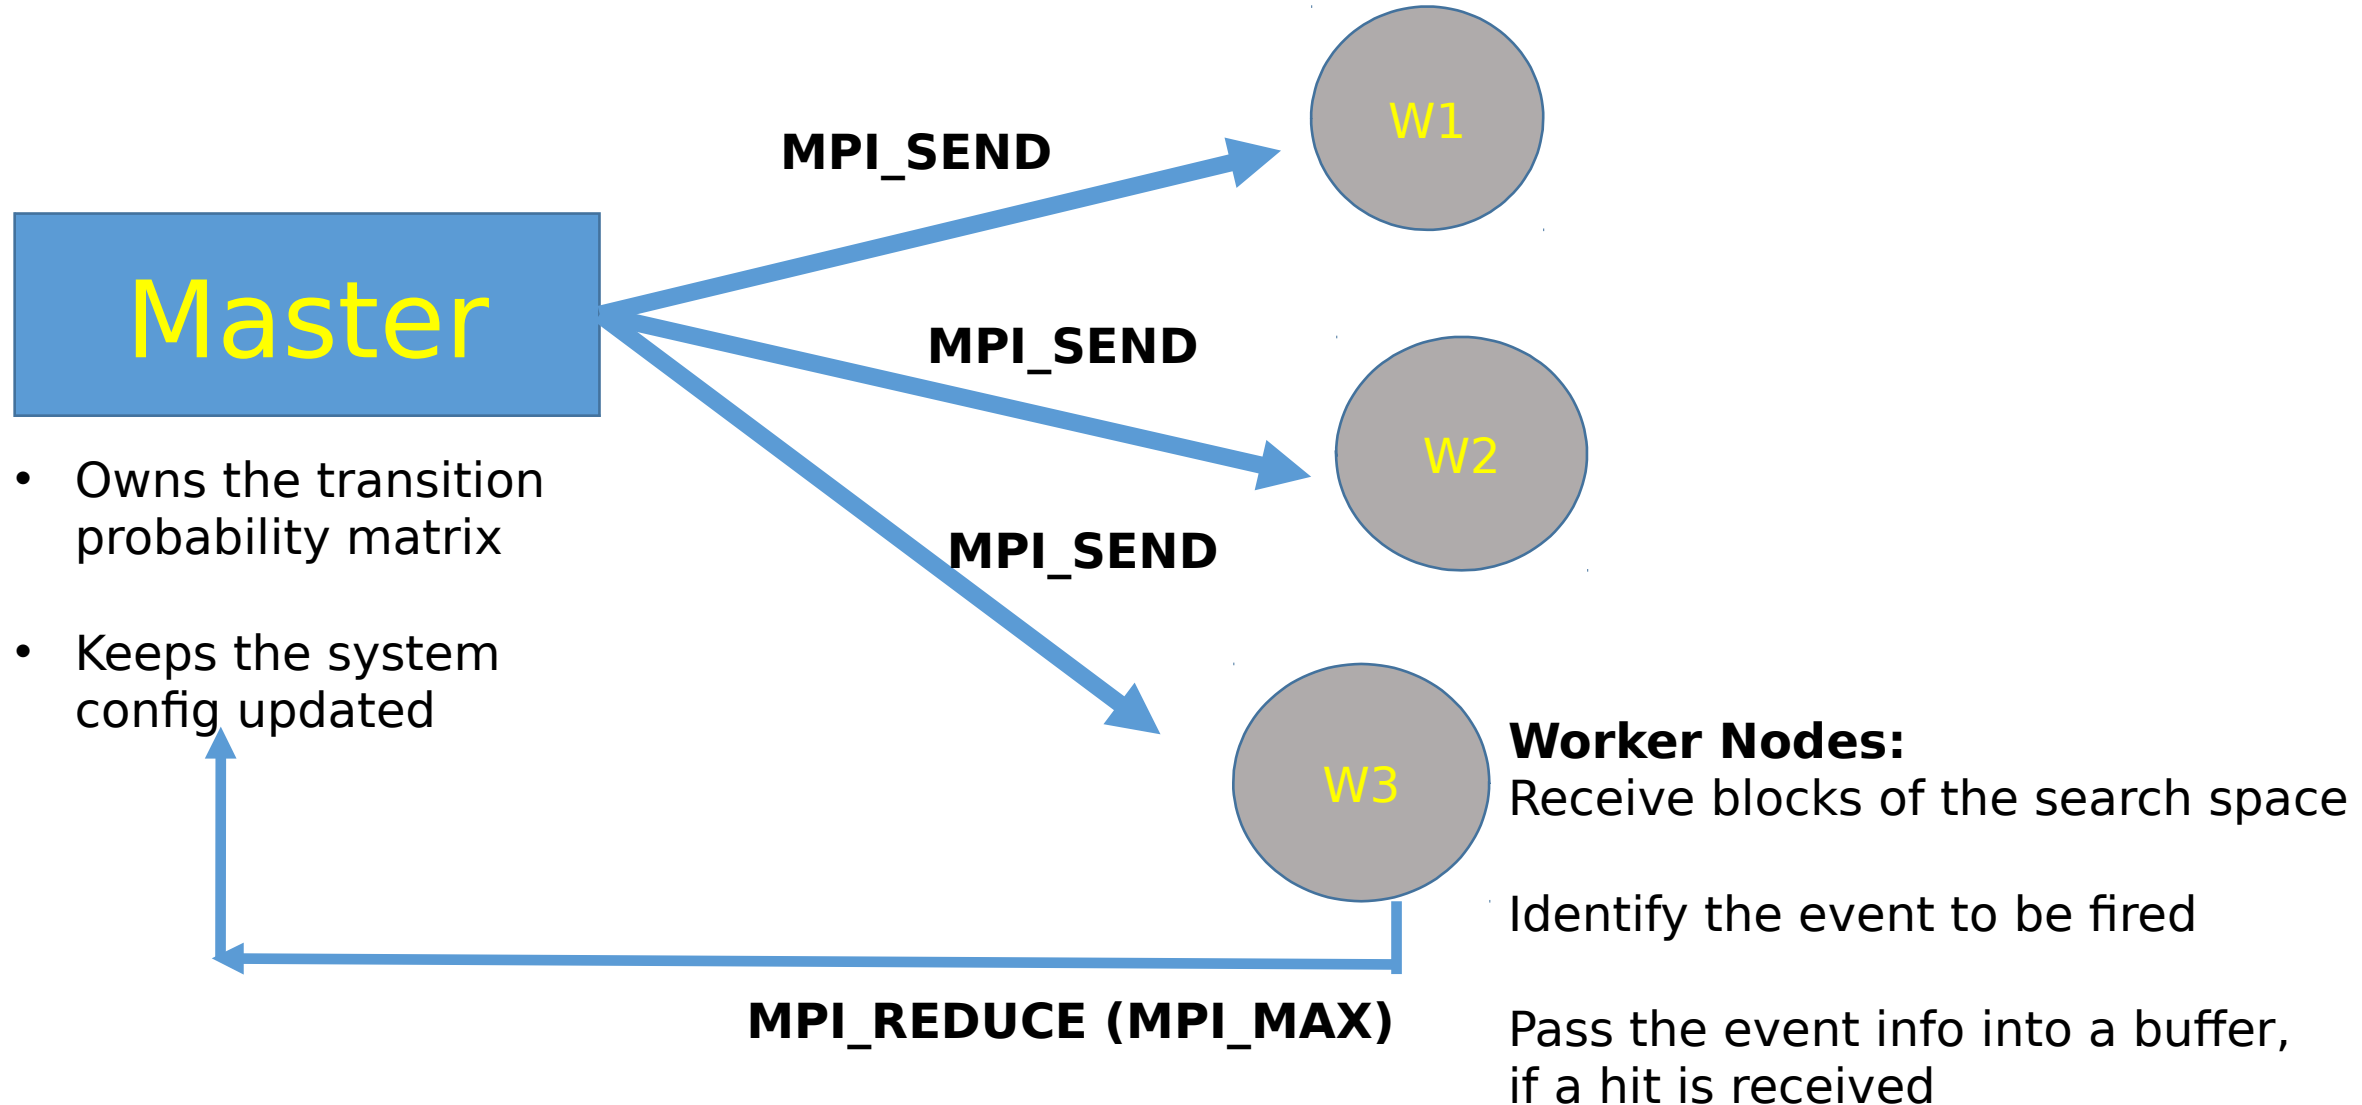 W1
MPI_SEND
Master
MPI_SEND
W2
• Owns the transition
probability matrix
MPI_SEND
• Keeps the system
config updated
W3
Worker Nodes:
Receive blocks of the search space
Identify the event to be fired
MPI_REDUCE (MPI_MAX)
Pass the event info into a buffer,
if a hit is received